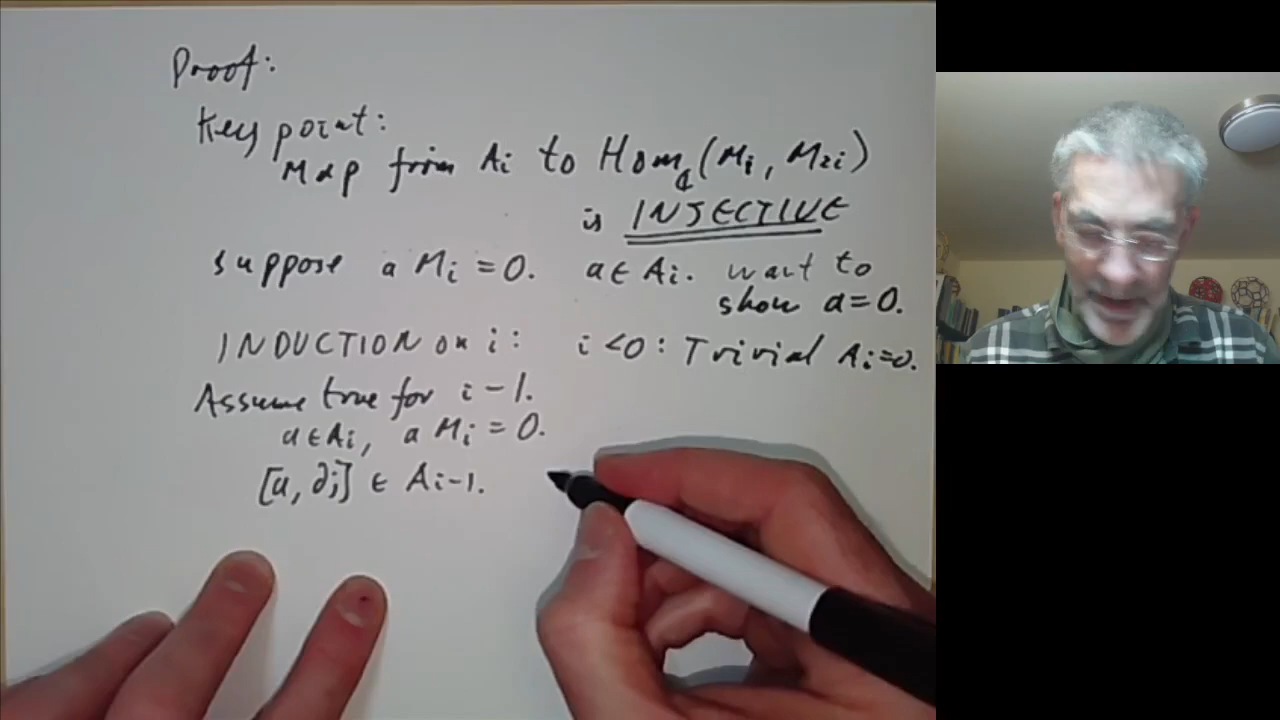 Proof:
Key point:
Map from Ai to Hom_C(Mi, M2i)
is INJECTIVE
suppose a Mi = 0. a ∈ Ai. want to
show a = 0.
INDUCTION on i: i < 0: Trivial Ai = 0.
Assume true for i - 1.
a ∈ Ai, a Mi = 0.
[a, ∂j] ∈ Ai-1.